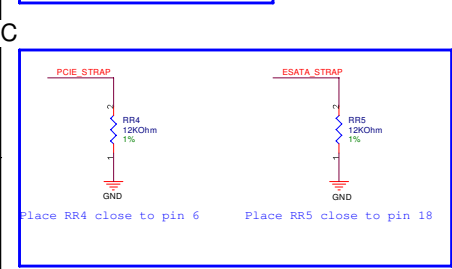 C
PCIE_STRAP
ESATA_STRAP
2
RR4
12KOhm
1%
1
GND
2
RR5
12KOhm
1%
1
GND
Place RR4 close to pin 6
Place RR5 close to pin 18